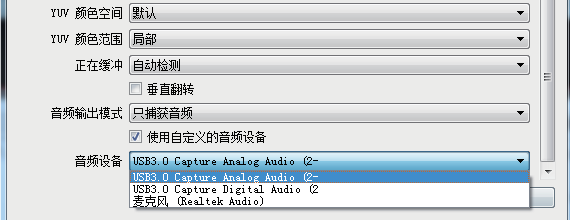 YUV 颜色空间 默认
YUV 颜色范围 局部
正在缓冲 自动检测
垂直翻转
音频输出模式 只捕获音频
使用自定义的音频设备
音频设备 USB3.0 Capture Analog Audio (2-
USB3.0 Capture Analog Audio (2-
USB3.0 Capture Digital Audio (2
麦克风 (Realtek Audio)